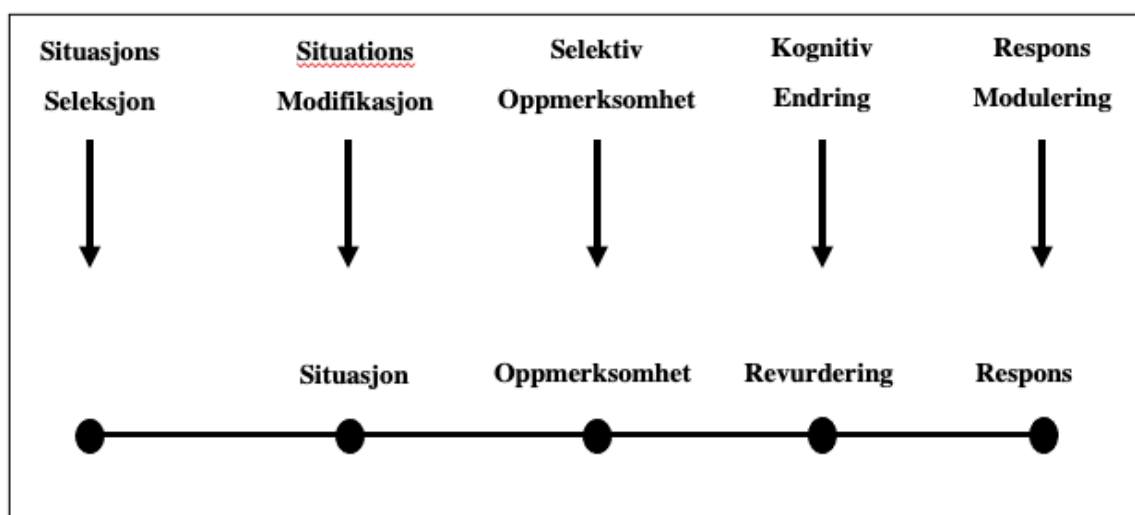 Situasjons
Seleksjon
Situations
Modifikasjon
Selektiv
Oppmerksomhet
Kognitiv
Endring
Respons
Modulering
Situasjon
Oppmerksomhet
Revurdering
Respons